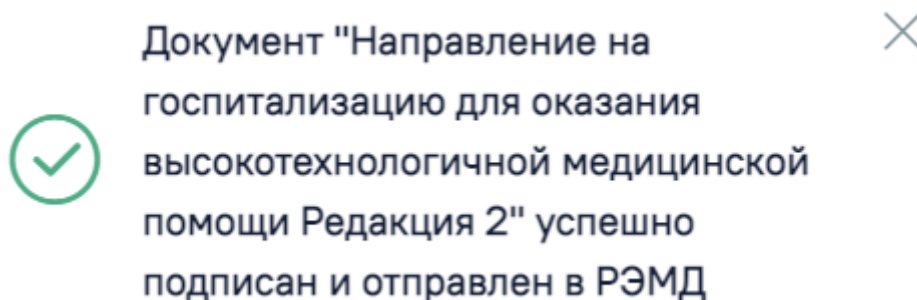 Документ "Направление на
госпитализацию для оказания
высокотехнологичной медицинской
помощи Редакция 2" успешно
подписан и отправлен в РЭМД